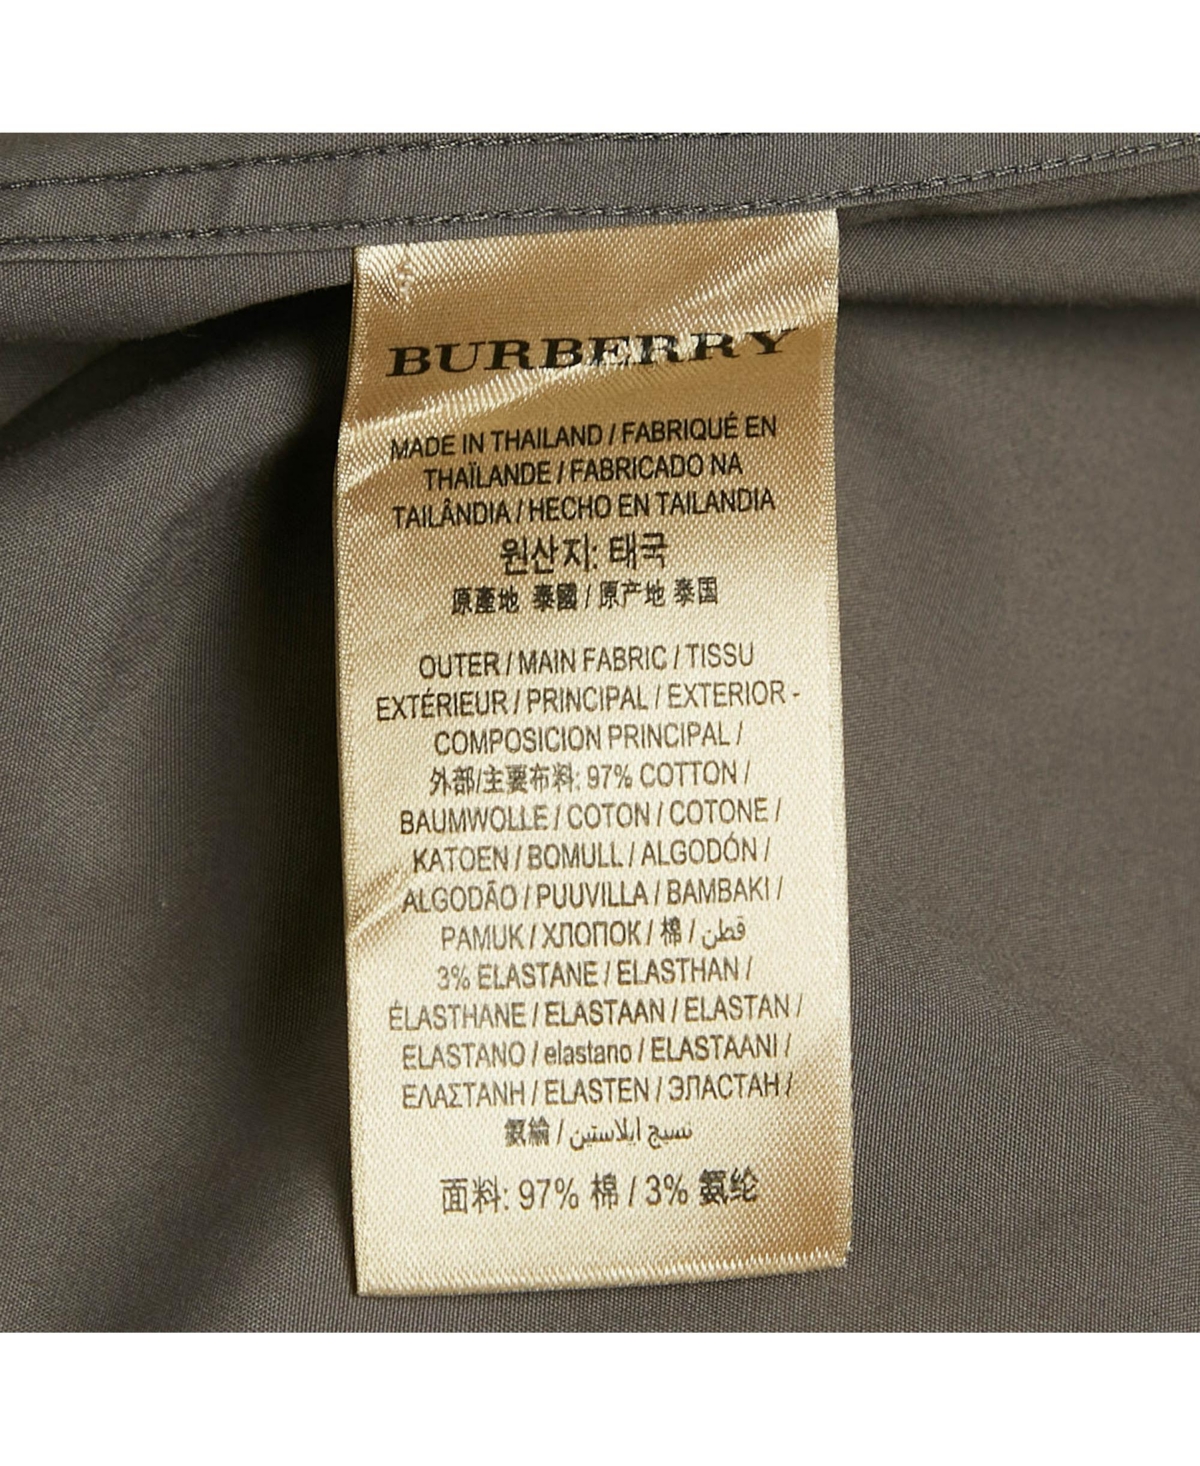 BURBERRY
MADE IN THAILAND / FABRIQUÉ EN
THAÏLANDE / FABRICADO NA
TAILÂNDIA / HECHO EN TAILANDIA
원산지: 태국
原產地 泰國 / 原产地 泰国
OUTER / MAIN FABRIC / TISSU
EXTÉRIEUR / PRINCIPAL / EXTERIOR -
COMPOSICION PRINCIPAL /
外部/主要布料: 97% COTTON /
BAUMWOLLE / COTON / COTONE /
KATOEN / BOMULL / ALGODÓN /
ALGODÃO / PUUVILLA / BAMBAKI /
PAMUK / ХЛОПОК / 棉 / قطن
3% ELASTANE / ELASTHAN /
ÉLASTHANE / ELASTAAN / ELASTAN /
ELASTANO / elastano / ELASTAANI /
ΕΛΑΣΤΑΝΗ / ELASTEN / ЭЛАСТАН /
氨綸 / نسيج ايلاستين
面料: 97% 棉 / 3% 氨纶